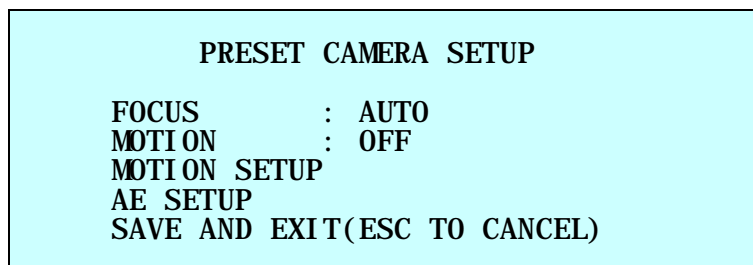 PRESET CAMERA SETUP
FOCUS : AUTO
MOTION : OFF
MOTION SETUP
AE SETUP
SAVE AND EXIT(ESC TO CANCEL)